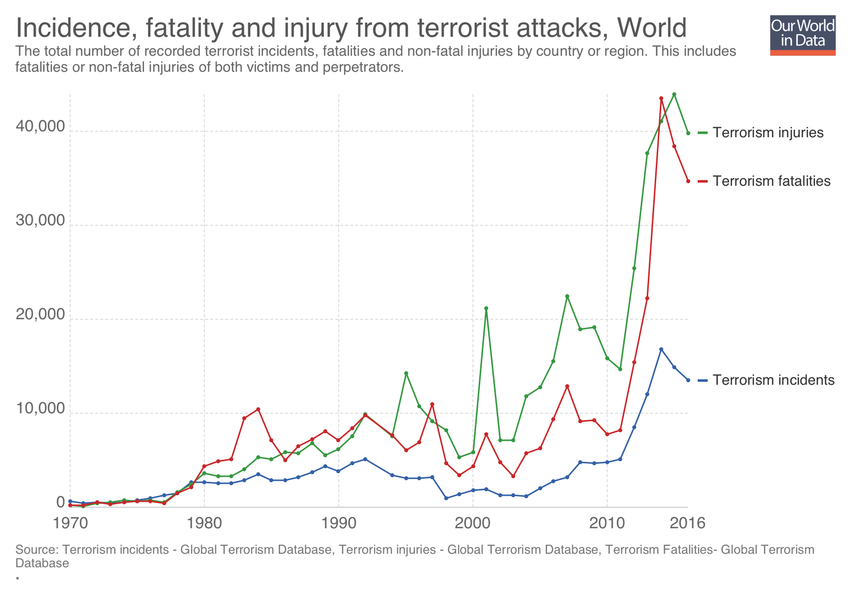 Incidence, fatality and injury from terrorist attacks, World
Our World
in Data
The total number of recorded terrorist incidents, fatalities and non-fatal injuries by country or region. This includes
fatalities or non-fatal injuries of both victims and perpetrators.
40,000
30,000
20,000
10,000
0
Terrorism injuries
Terrorism fatalities
Terrorism incidents
1970
1980
1990
2000
2010
2016
Source: Terrorism incidents - Global Terrorism Database, Terrorism injuries - Global Terrorism Database, Terrorism Fatalities- Global Terrorism
Database
•